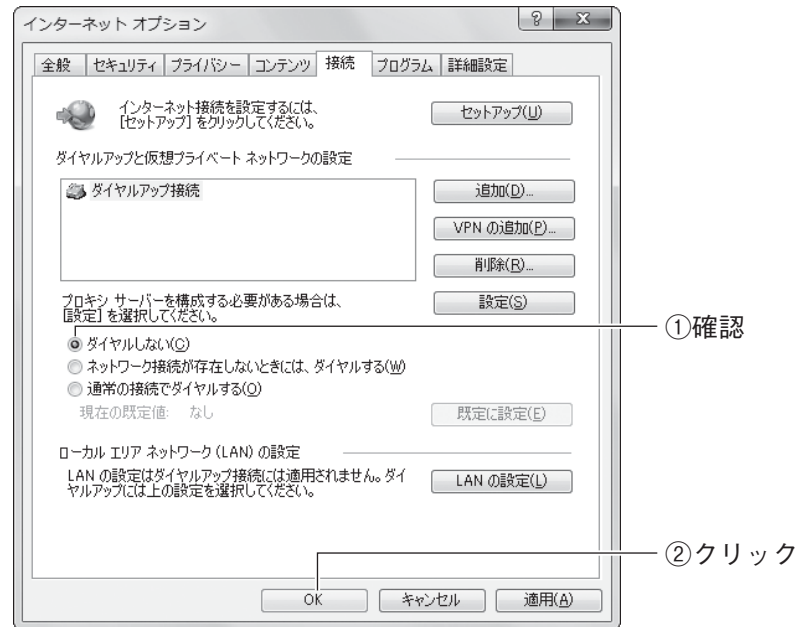 インターネット オプション
全般 セキュリティ プライバシー コンテンツ 接続 プログラム 詳細設定
インターネット接続を設定するには、
[セットアップ] をクリックしてください。
セットアップ(U)
ダイヤルアップと仮想プライベート ネットワークの設定
ダイヤルアップ接続
追加(D)...
VPN の追加(P)...
削除(R)...
プロキシ サーバーを構成する必要がある場合は、
[設定] を選択してください。
設定(S)
①確認
ダイヤルしない(C)
ネットワーク接続が存在しないときには、ダイヤルする(W)
通常の接続でダイヤルする(O)
現在の既定値: なし
既定に設定(E)
ローカル エリア ネットワーク (LAN) の設定
LAN の設定はダイヤルアップ接続には適用されません。ダイ
ヤルアップには上の設定を選択してください。
LAN の設定(L)
②クリック
OK キャンセル 適用(A)